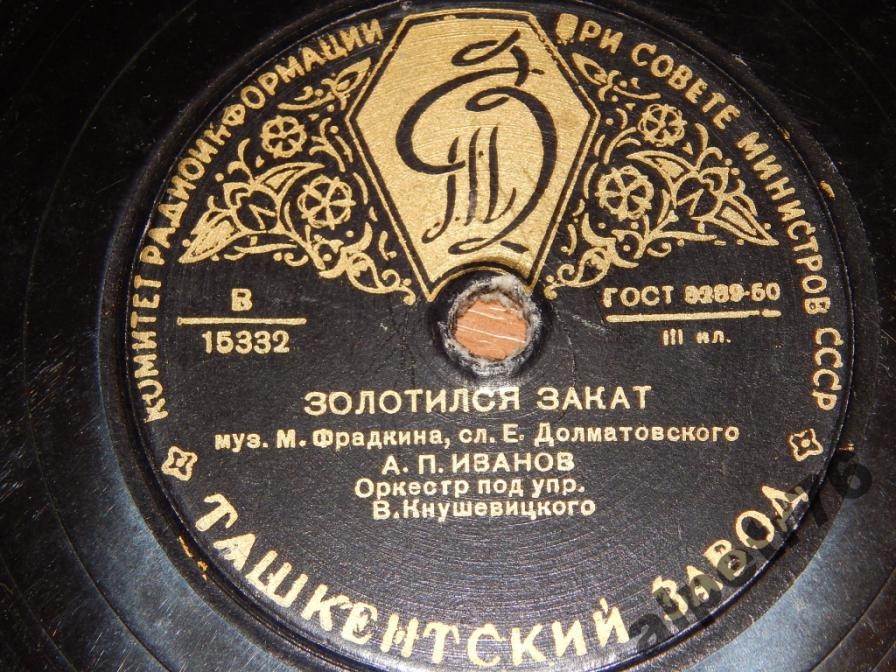 КОМИТЕТ РАДИОИНФОРМАЦИИ ПРИ СОВЕТЕ МИНИСТРОВ СССР
В
15332
ГОСТ 3289-50
III кл.
ЗОЛОТИЛСЯ ЗАКАТ
муз. М. Фрадкина, сл. Е. Долматовского
А. П. ИВАНОВ
Оркестр под упр.
В. Кнушевицкого
ТАШКЕНТСКИЙ ЗАВОД